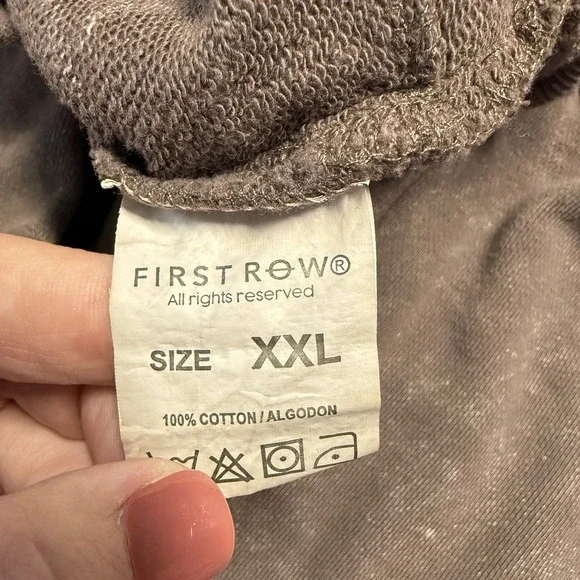 FIRST ROW®
All rights reserved
SIZE XXL
100% COTTON / ALGODON